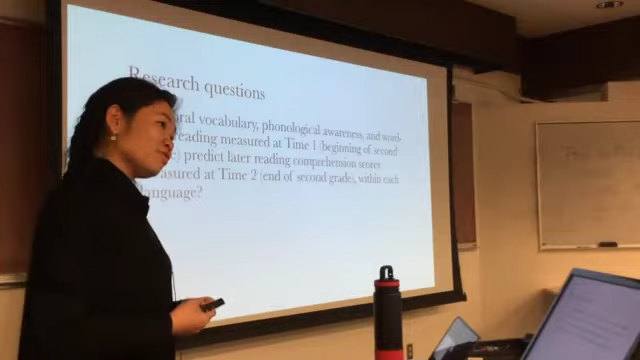 Research questions
oral vocabulary, phonological awareness, and word-
reading measured at Time 1 (beginning of second
predict later reading comprehension scores
measured at Time 2 (end of second grade), within each
language?